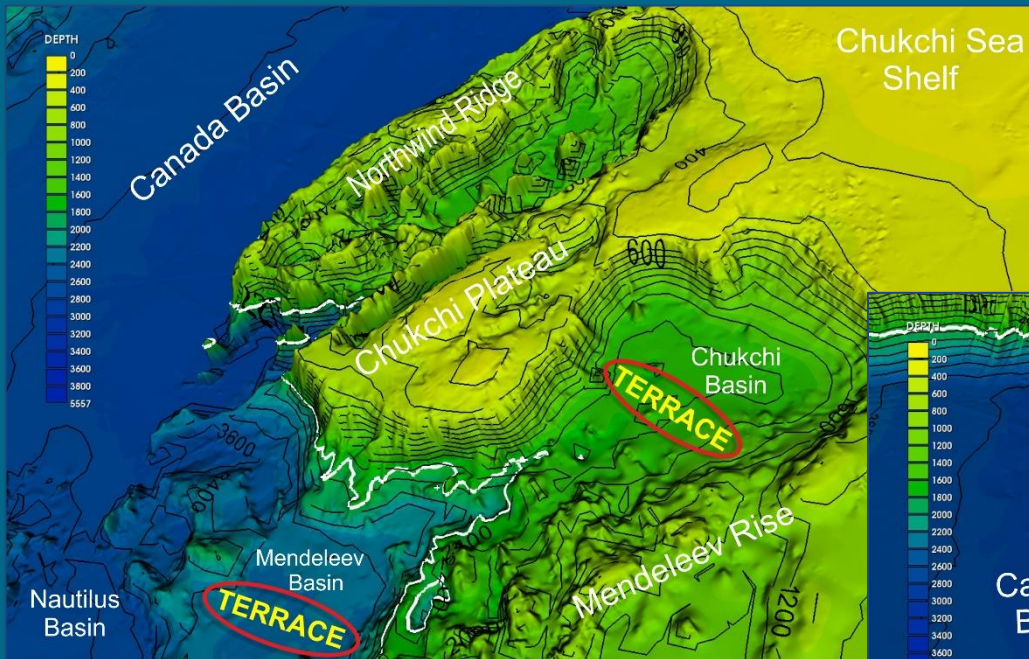 DEPTH
0
200
400
600
800
1000
1200
1400
1600
1800
2000
2200
2400
2600
2800
3000
3200
3400
3600
3800
5557
Canada Basin
Northwind Ridge
Chukchi Sea
Shelf
400
600
Chukchi Plateau
Chukchi
Basin
TERRACE
3600
Mendeleev Rise
1200
Mendeleev
Basin
TERRACE
Nautilus
Basin
DEPTH
0
200
400
600
800
1000
1200
1400
1600
1800
2000
2200
2400
2600
2800
3000
3200
3400
3600